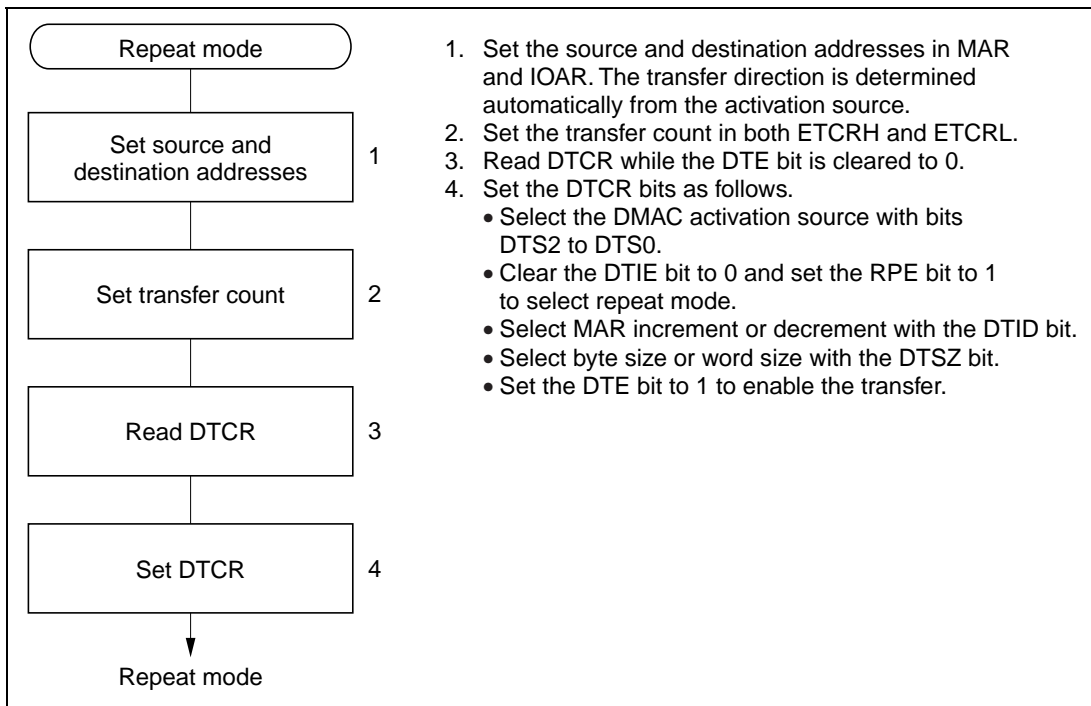 Repeat mode
Set source and
destination addresses
1
Set transfer count
2
Read DTCR
3
Set DTCR
4
Repeat mode
1. Set the source and destination addresses in MAR
and IOAR. The transfer direction is determined
automatically from the activation source.
2. Set the transfer count in both ETCRH and ETCRL.
3. Read DTCR while the DTE bit is cleared to 0.
4. Set the DTCR bits as follows.
• Select the DMAC activation source with bits
DTS2 to DTS0.
• Clear the DTIE bit to 0 and set the RPE bit to 1
to select repeat mode.
• Select MAR increment or decrement with the DTID bit.
• Select byte size or word size with the DTSZ bit.
• Set the DTE bit to 1 to enable the transfer.